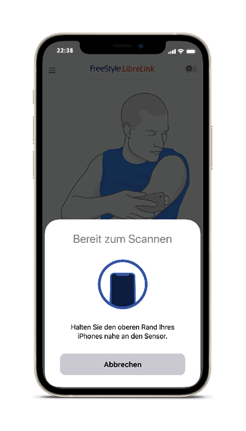 22:38
FreeStyle LibreLink
Bereit zum Scannen
Halten Sie den oberen Rand Ihres
iPhones nahe an den Sensor.
Abbrechen